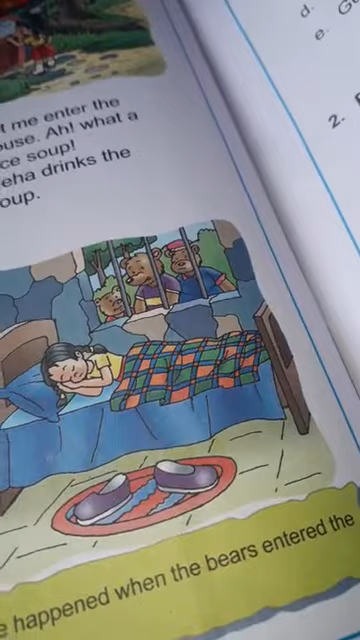 t me enter the
use. Ah! what a
ce soup!
eha drinks the
oup.
e happened when the bears entered the
d.
e. G
2.